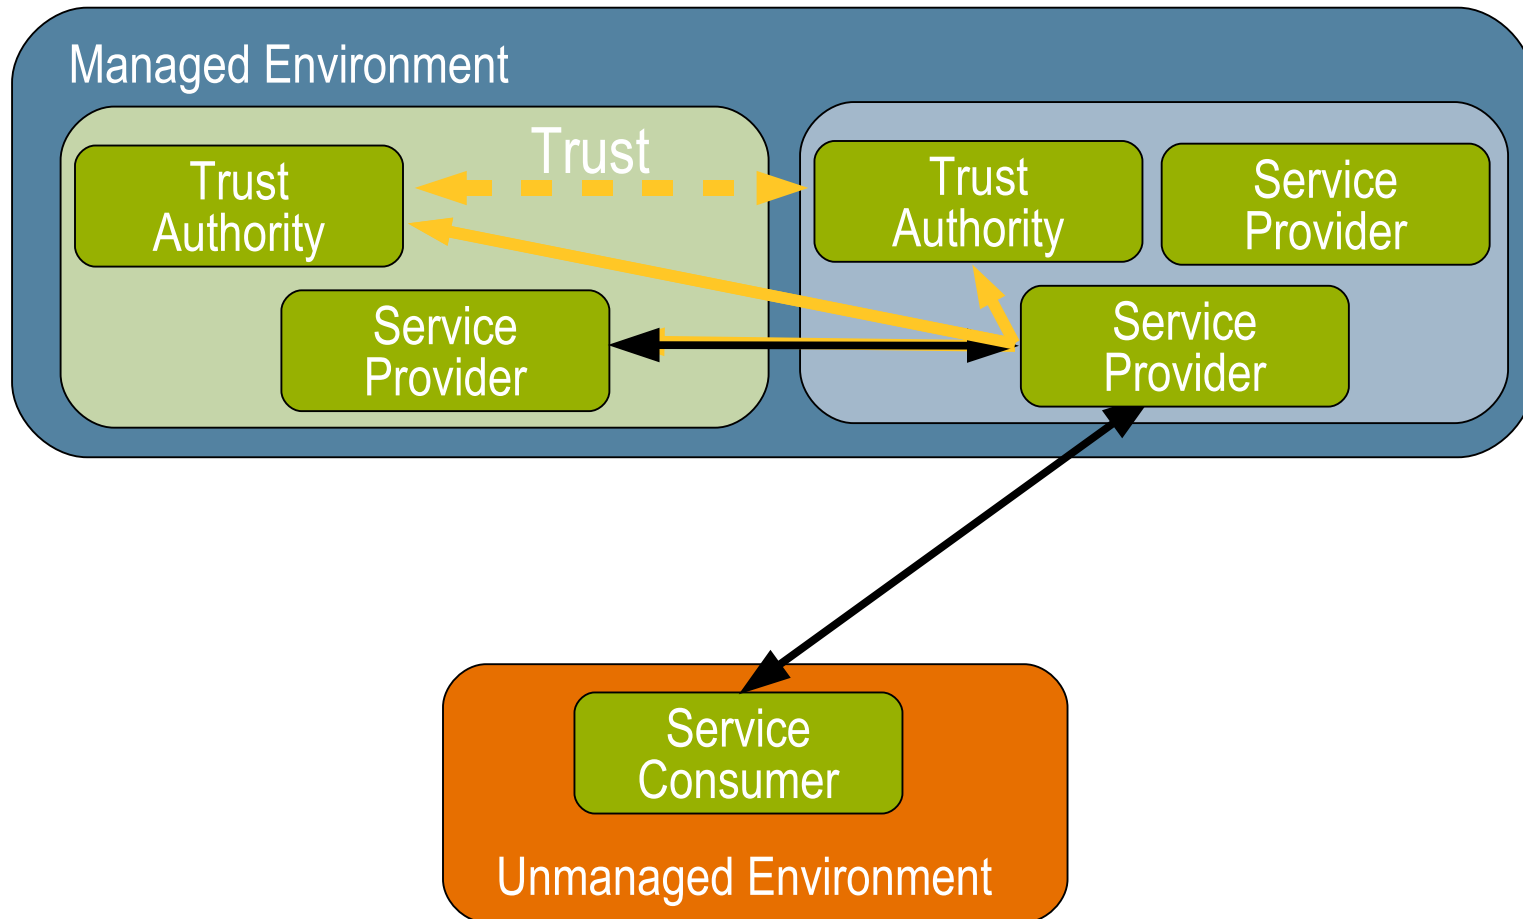 Managed Environment
Trust
Trust
Authority
Service
Provider
Trust
Authority
Service
Provider
Service
Provider
Service
Consumer
Unmanaged Environment